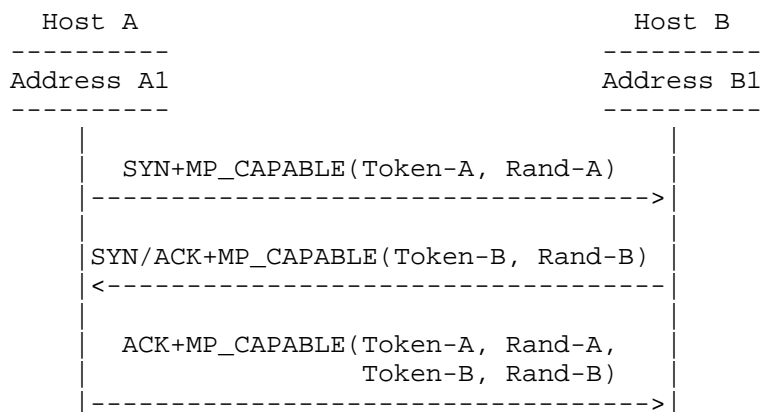 Host A Host B
---------- ----------
Address A1 Address B1
---------- ----------
| |
| SYN+MP_CAPABLE(Token-A, Rand-A) |
|----------------------------------->|
| |
|SYN/ACK+MP_CAPABLE(Token-B, Rand-B) |
|<-----------------------------------|
| |
| ACK+MP_CAPABLE(Token-A, Rand-A, |
| Token-B, Rand-B) |
|----------------------------------->|